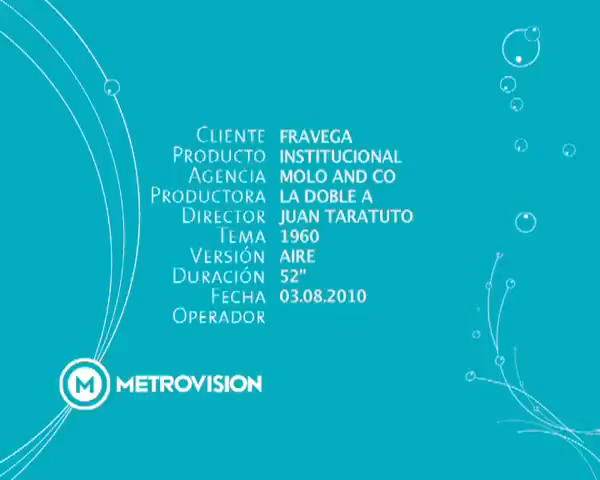 CLIENTE FRAVEGA
PRODUCTO INSTITUCIONAL
AGENCIA MOLO AND CO
PRODUCTORA LA DOBLE A
DIRECTOR JUAN TARATUTO
TEMA 1960
VERSIÓN AIRE
DURACIÓN 52"
FECHA 03.08.2010
OPERADOR
M METROVISION